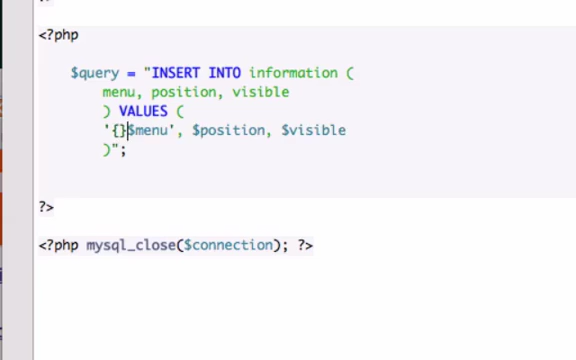 <?php
$query = "INSERT INTO information (
menu, position, visible
) VALUES (
'{}$menu', $position, $visible
)";
?>
<?php mysql_close($connection); ?>